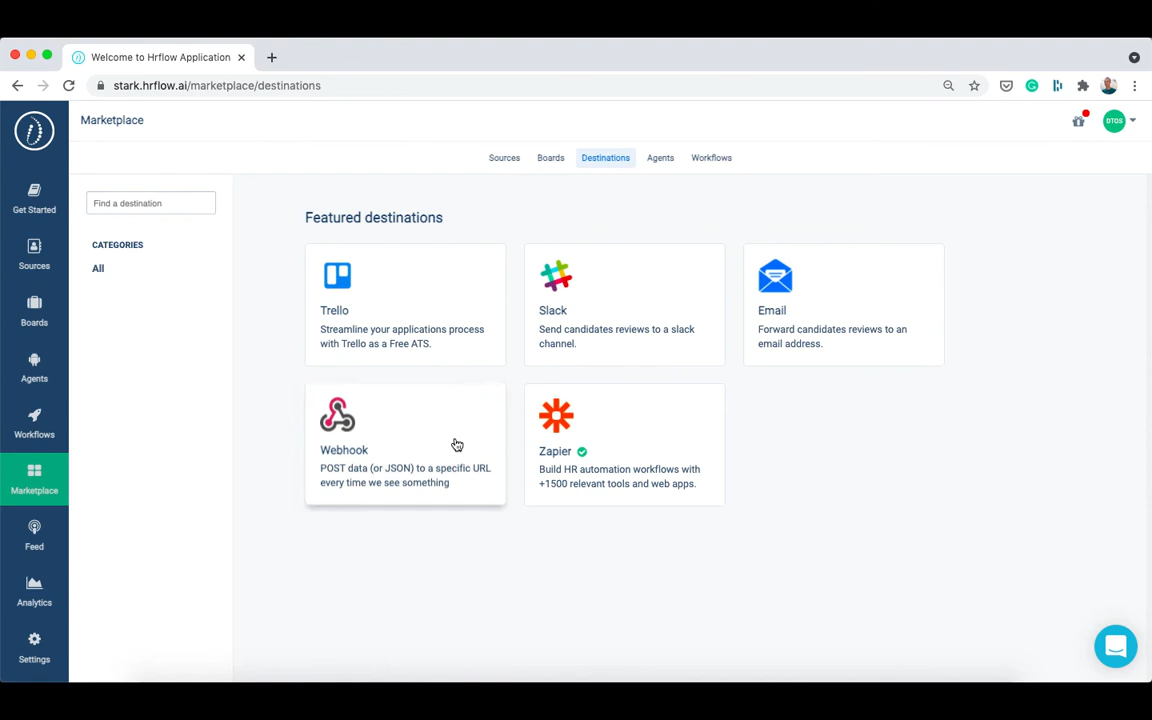 Welcome to Hrflow Application
stark.hrflow.ai/marketplace/destinations
Marketplace
DTOS
Sources
Boards
Destinations
Agents
Workflows
Get Started
Sources
Boards
Agents
Workflows
Marketplace
Feed
Analytics
Settings
Find a destination
CATEGORIES
All
Featured destinations
Trello
Streamline your applications process
with Trello as a Free ATS.
Slack
Send candidates reviews to a slack
channel.
Email
Forward candidates reviews to an
email address.
Webhook
POST data (or JSON) to a specific URL
every time we see something
Zapier
Build HR automation workflows with
+1500 relevant tools and web apps.